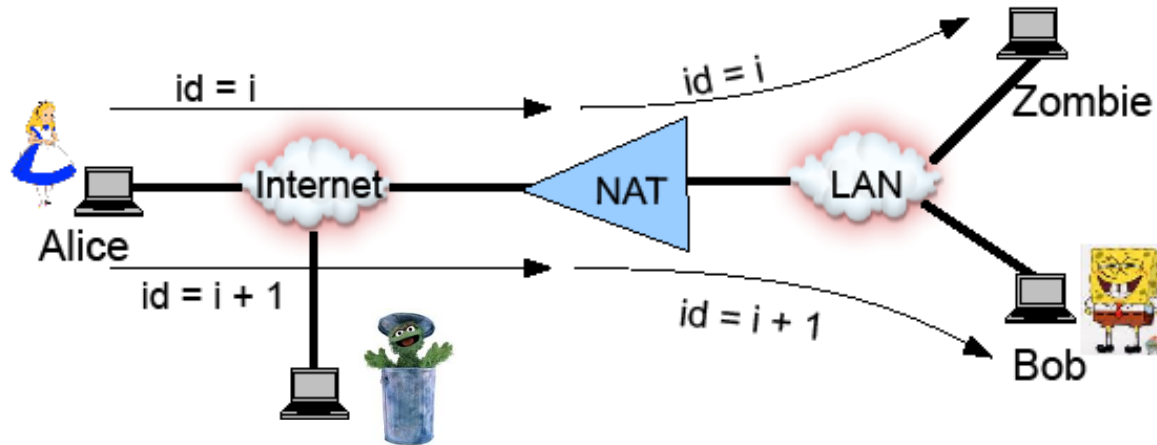 id = i
id = i
Zombie
Internet
NAT
LAN
Alice
id = i + 1
id = i + 1
Bob